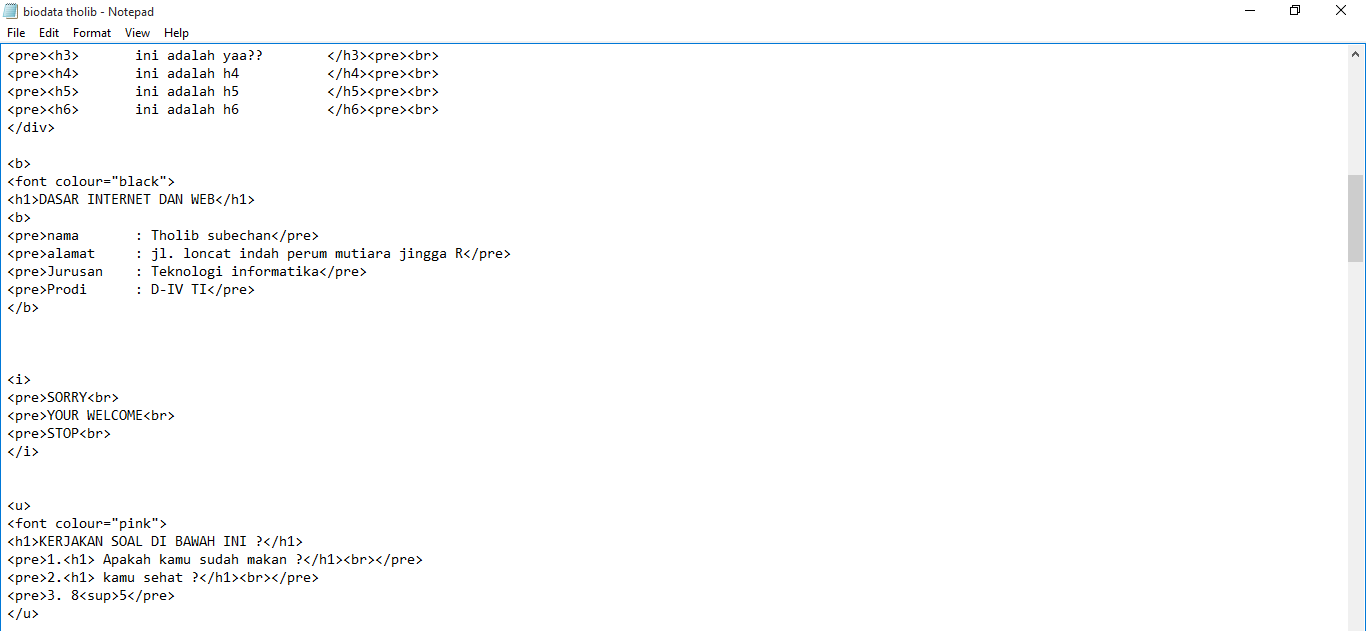 biodata tholib - Notepad
File Edit Format View Help
<pre><h3>       ini adalah yaa??        </h3><pre><br>
<pre><h4>       ini adalah h4           </h4><pre><br>
<pre><h5>       ini adalah h5           </h5><pre><br>
<pre><h6>       ini adalah h6           </h6><pre><br>
</div>
<b>
<font colour="black">
<h1>DASAR INTERNET DAN WEB</h1>
<b>
<pre>nama       : Tholib subechan</pre>
<pre>alamat     : jl. loncat indah perum mutiara jingga R</pre>
<pre>Jurusan    : Teknologi informatika</pre>
<pre>Prodi      : D-IV TI</pre>
</b>
<i>
<pre>SORRY<br>
<pre>YOUR WELCOME<br>
<pre>STOP<br>
</i>
<u>
<font colour="pink">
<h1>KERJAKAN SOAL DI BAWAH INI ?</h1>
<pre>1.<h1> Apakah kamu sudah makan ?</h1><br></pre>
<pre>2.<h1> kamu sehat ?</h1><br></pre>
<pre>3. 8<sup>5</pre>
</u>